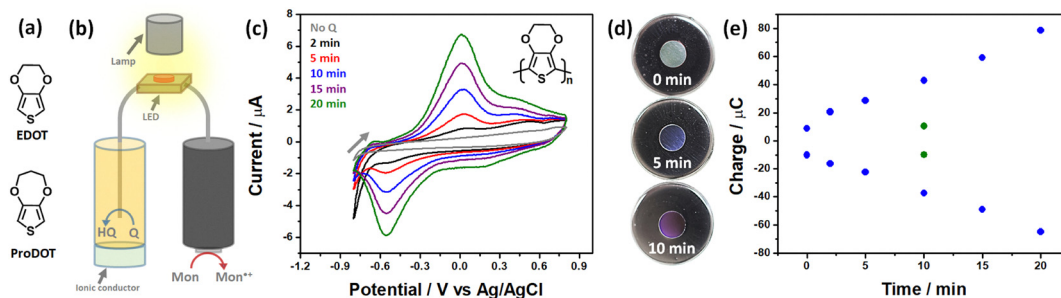 (a)
EDOT
ProDOT
O
O
S
O
O
S
(b)
Lamp
LED
HQ
Q
Mon
Mon•+
Ionic conductor
(c)
No Q
2 min
5 min
10 min
15 min
20 min
O
O
S
n
Current / μA
8
6
4
2
0
-2
-4
-6
-1.2
-0.9
-0.6
-0.3
0.0
0.3
0.6
0.9
Potential / V vs Ag/AgCl
(d)
0 min
5 min
10 min
(e)
Charge / μC
80
60
40
20
0
-20
-40
-60
-80
0
5
10
15
20
Time / min